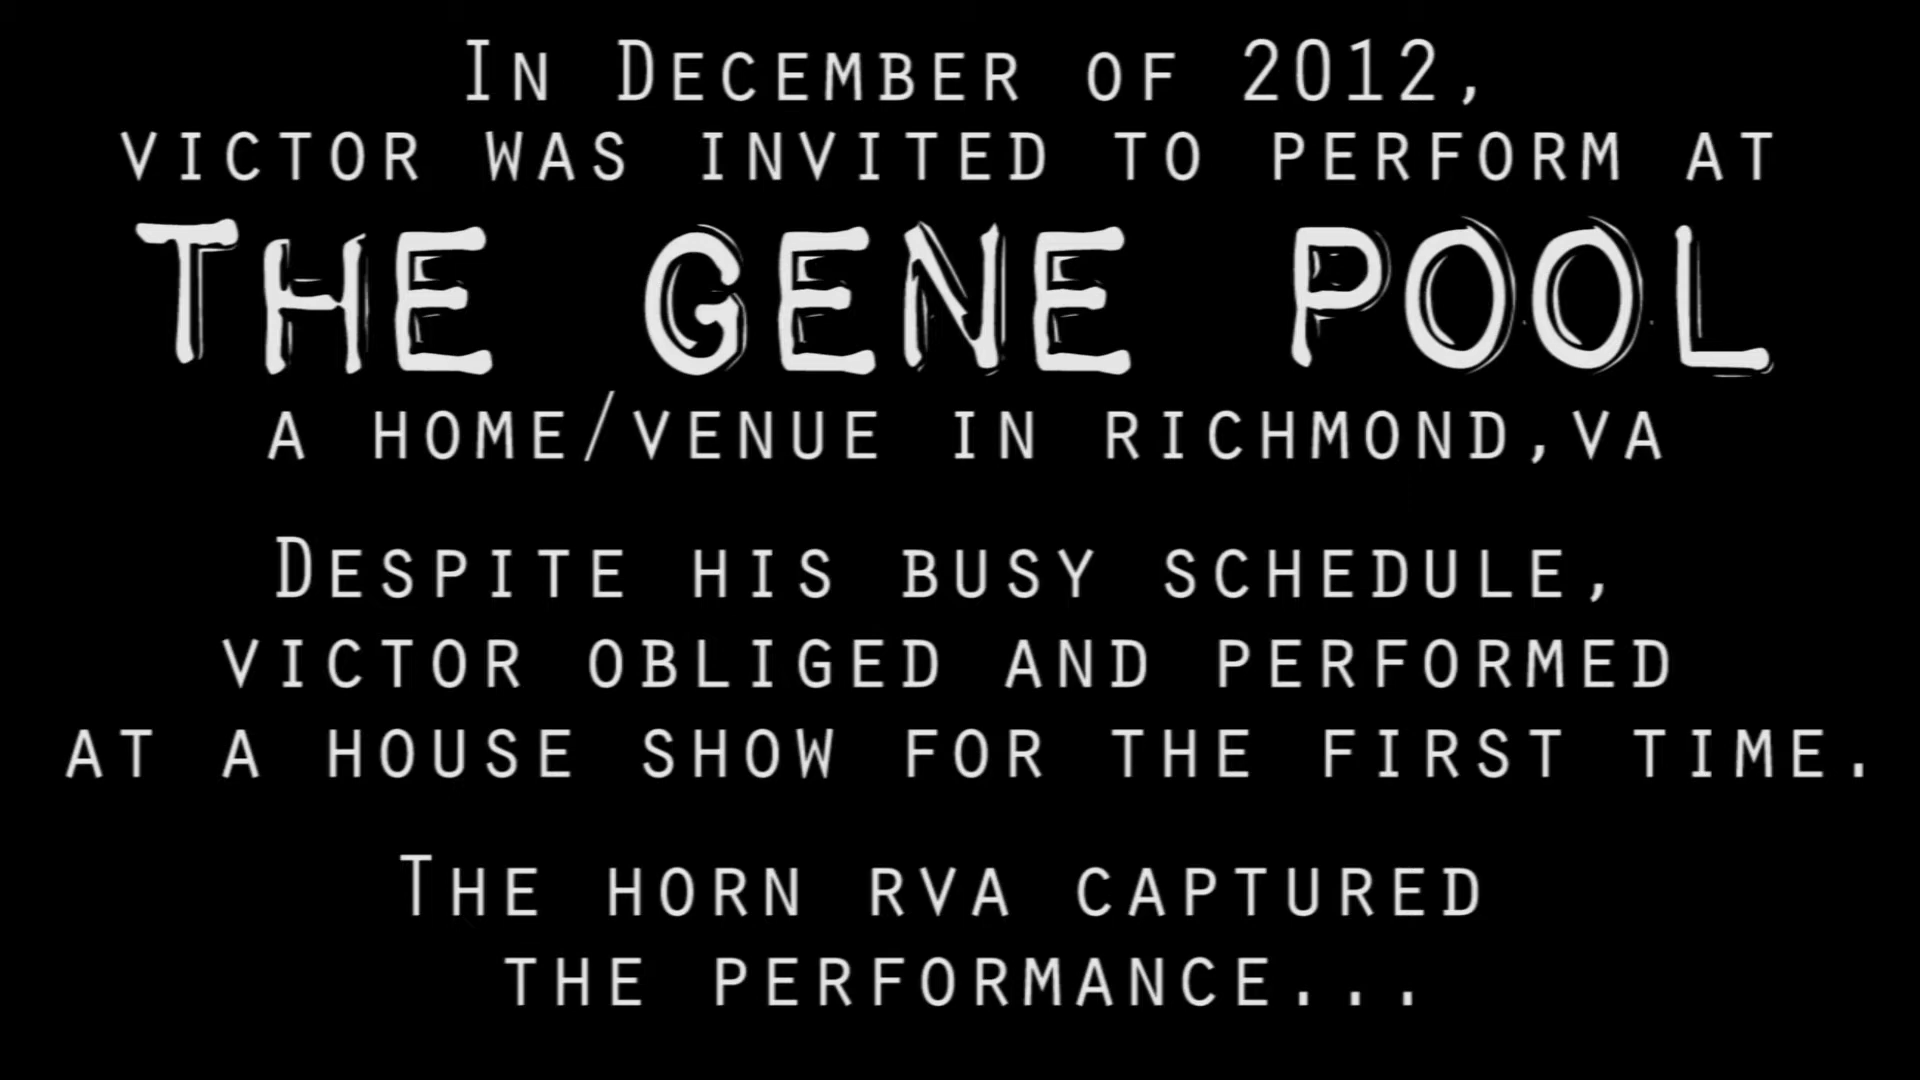 In December of 2012,
VICTOR WAS INVITED TO PERFORM AT
THE GENE POOL
A HOME/VENUE IN RICHMOND,VA
DESPITE HIS BUSY SCHEDULE,
VICTOR OBLIGED AND PERFORMED
AT A HOUSE SHOW FOR THE FIRST TIME.
THE HORN RVA CAPTURED
THE PERFORMANCE...